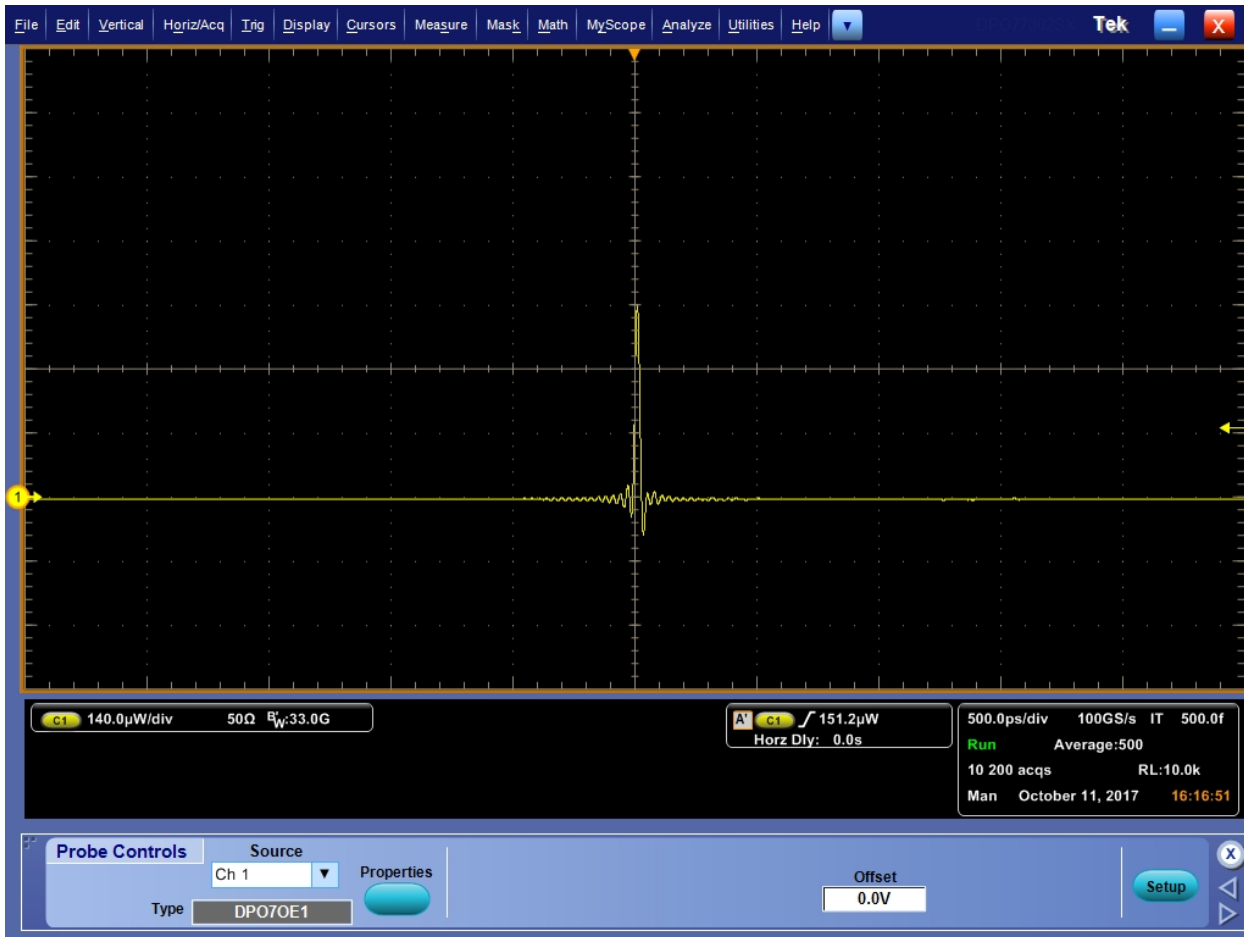 File Edit Vertical Horiz/Acq Trig Display Cursors Measure Mask Math MyScope Analyze Utilities Help Tek X
1
C1 140.0µW/div 50Ω BW:33.0G
A' C1 151.2µW
Horz Dly: 0.0s
500.0ps/div 100GS/s IT 500.0f
Run Average:500
10 200 acqs RL:10.0k
Man October 11, 2017 16:16:51
Probe Controls
Source
Ch 1
Type DPO7OE1
Properties
Offset
0.0V
Setup
X